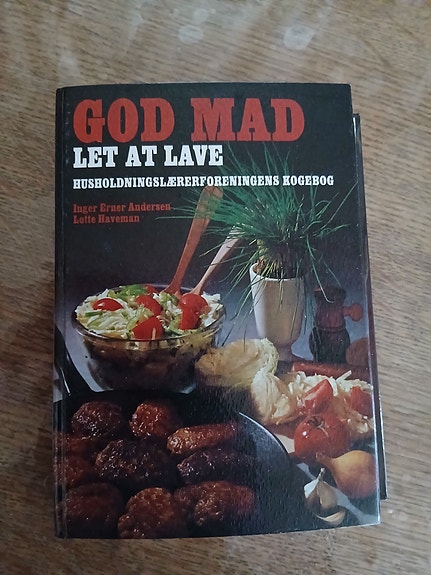 GOD MAD
LET AT LAVE
HUSHOLDNINGSLÆRERFORENINGENS KOGEBOG
Inger Erner Andersen
Lotte Haveman